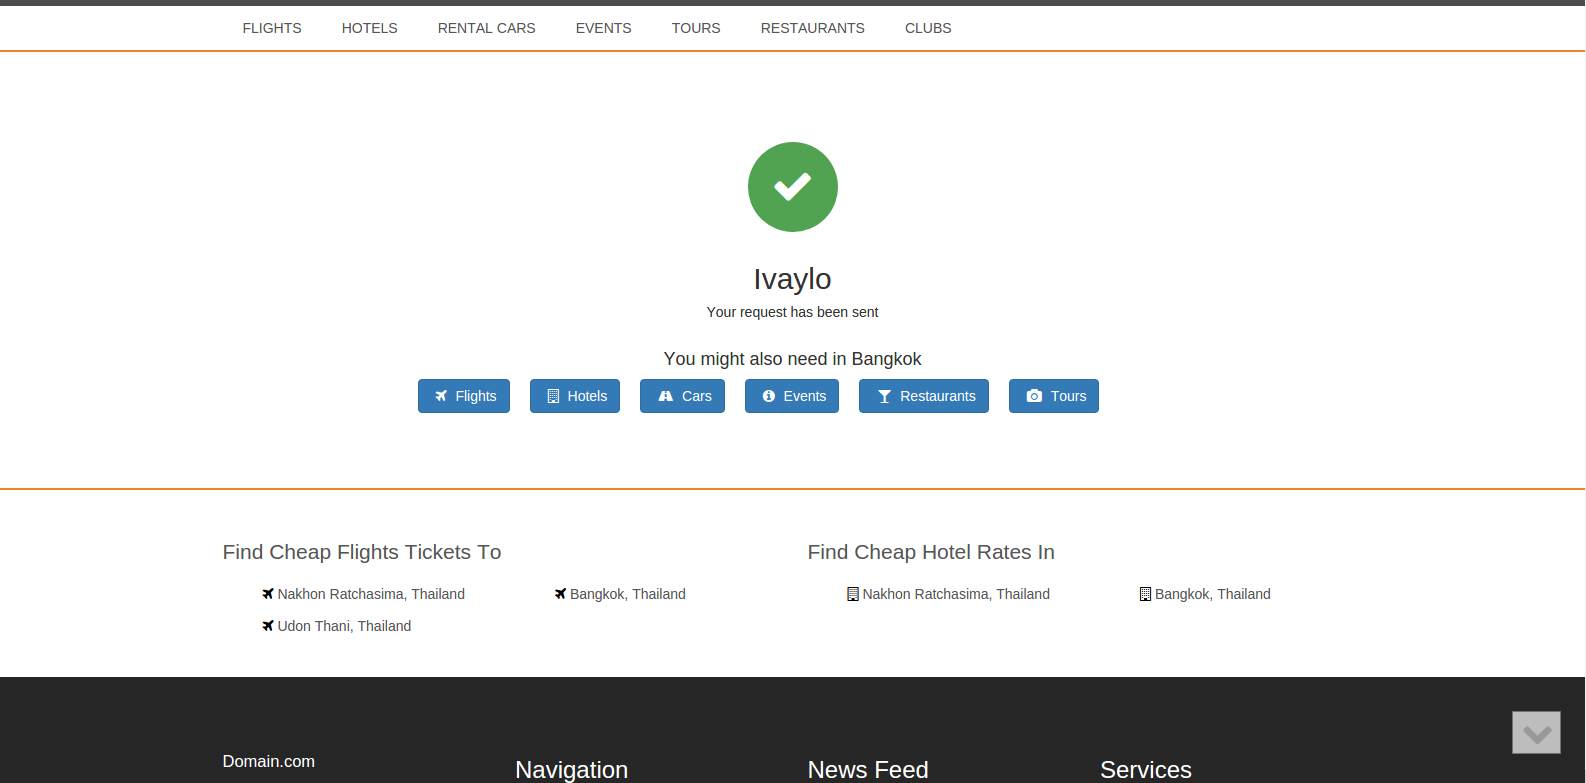 FLIGHTS HOTELS RENTAL CARS EVENTS TOURS RESTAURANTS CLUBS
Ivaylo
Your request has been sent
You might also need in Bangkok
Flights Hotels Cars Events Restaurants Tours
Find Cheap Flights Tickets To
Nakhon Ratchasima, Thailand Bangkok, Thailand
Udon Thani, Thailand
Find Cheap Hotel Rates In
Nakhon Ratchasima, Thailand Bangkok, Thailand
Domain.com
Navigation
News Feed
Services